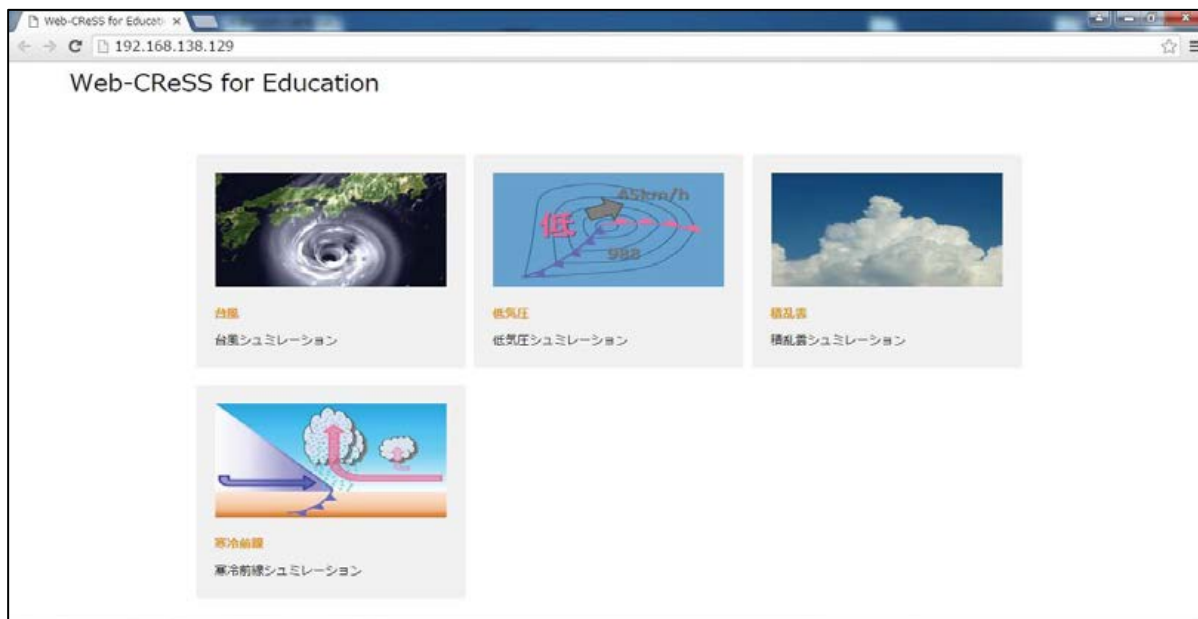 Web-CReSS for Educati
192.168.138.129
Web-CReSS for Education
45km/h
低
988
台風
台風シュミレーション
低気圧
低気圧シュミレーション
積乱雲
積乱雲シュミレーション
寒冷前線
寒冷前線シュミレーション